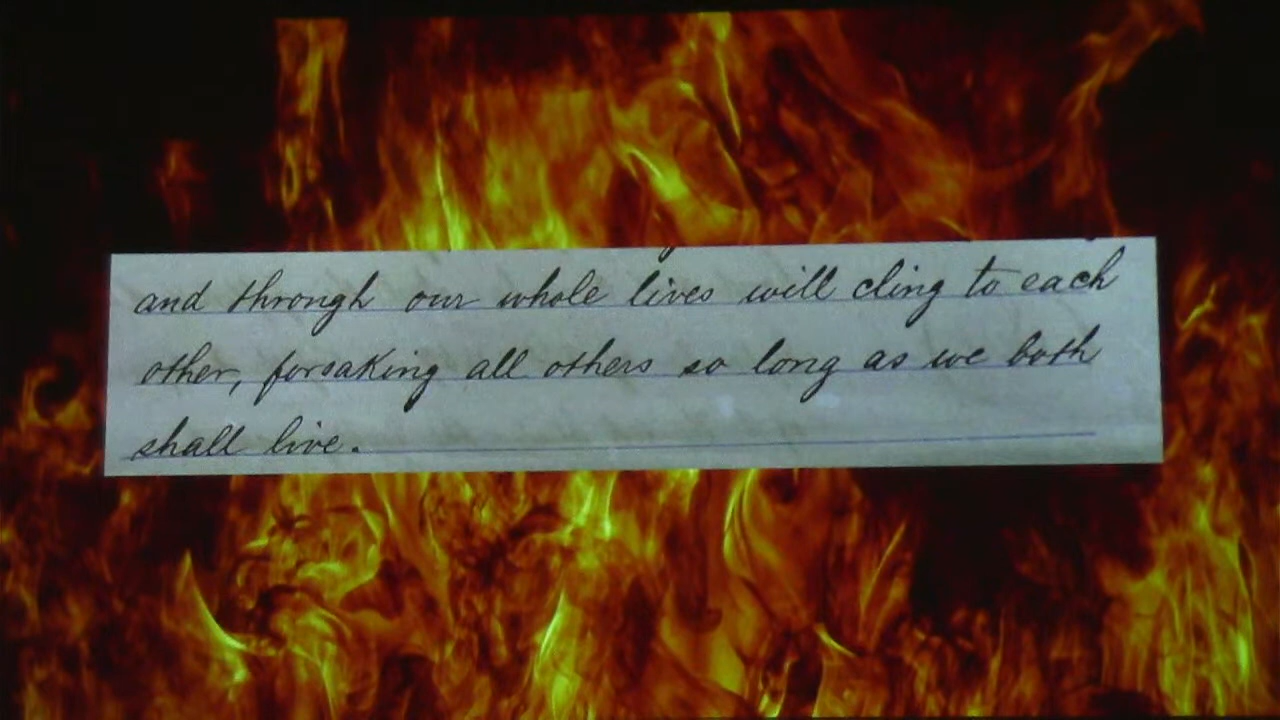 and through our whole lives will cling to each
other, forsaking all others so long as we both
shall live.